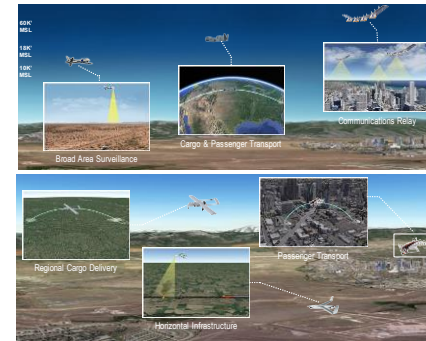 60K'
MSL
18K'
MSL
10K'
MSL
Broad Area Surveillance
Cargo & Passenger Transport
Communications Relay
Regional Cargo Delivery
Passenger Transport
Horizontal Infrastructure